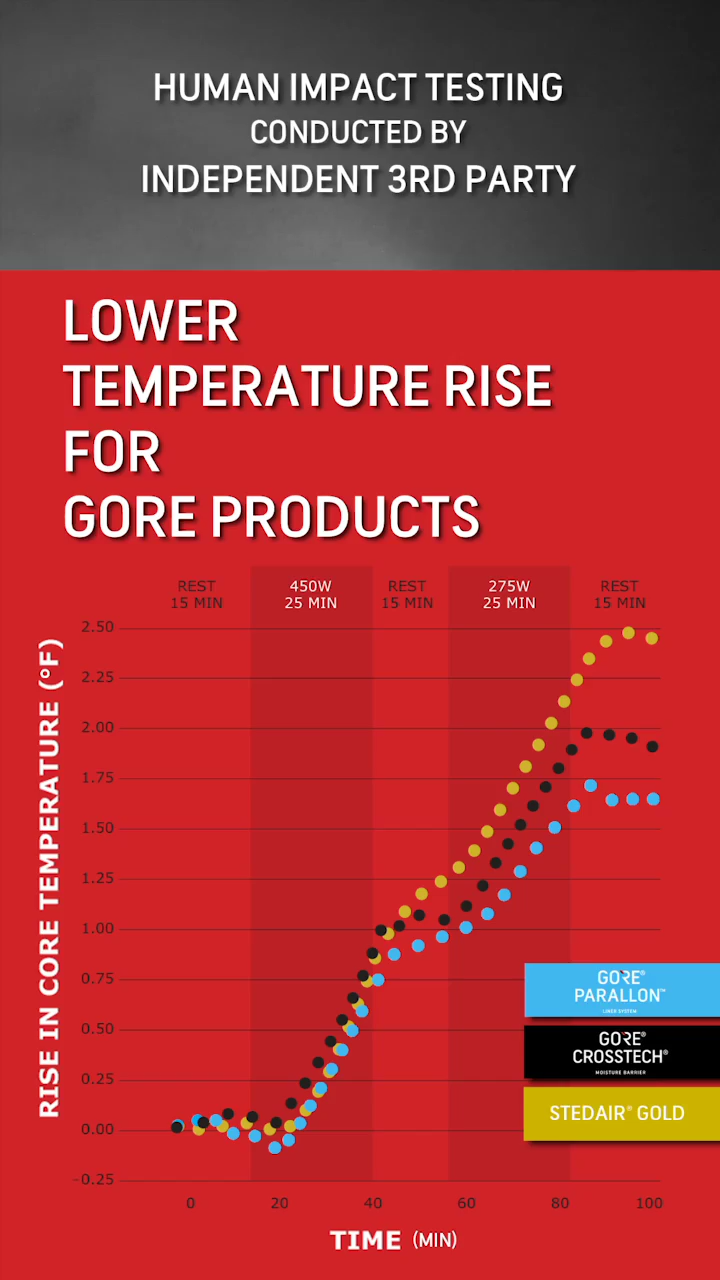 HUMAN IMPACT TESTING
CONDUCTED BY
INDEPENDENT 3RD PARTY
LOWER
TEMPERATURE RISE
FOR
GORE PRODUCTS
REST
15 MIN
450W
25 MIN
REST
15 MIN
275W
25 MIN
REST
15 MIN
RISE IN CORE TEMPERATURE (°F)
2.50
2.25
2.00
1.75
1.50
1.25
1.00
0.75
0.50
0.25
0.00
-0.25
GORE®
PARALLON™
LINER SYSTEM
GORE®
CROSSTECH®
MOISTURE BARRIER
STEDAIR® GOLD
0 20 40 60 80 100
TIME (MIN)